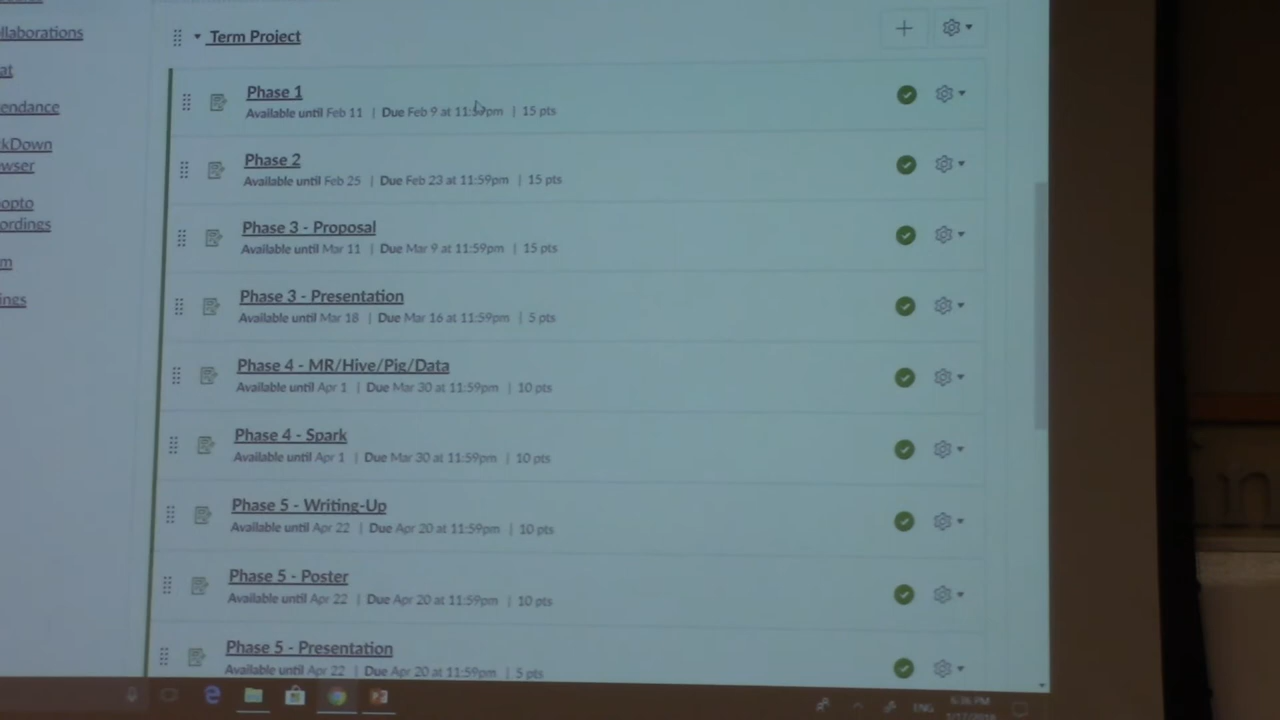 llaborations
at
endance
kDown
wser
opto
ordings
m
ings
Term Project
Phase 1
Available until Feb 11 | Due Feb 9 at 11:59pm | 15 pts
Phase 2
Available until Feb 25 | Due Feb 23 at 11:59pm | 15 pts
Phase 3 - Proposal
Available until Mar 11 | Due Mar 9 at 11:59pm | 15 pts
Phase 3 - Presentation
Available until Mar 18 | Due Mar 16 at 11:59pm | 5 pts
Phase 4 - MR/Hive/Pig/Data
Available until Apr 1 | Due Mar 30 at 11:59pm | 10 pts
Phase 4 - Spark
Available until Apr 1 | Due Mar 30 at 11:59pm | 10 pts
Phase 5 - Writing-Up
Available until Apr 22 | Due Apr 20 at 11:59pm | 10 pts
Phase 5 - Poster
Available until Apr 22 | Due Apr 20 at 11:59pm | 10 pts
Phase 5 - Presentation
Available until Apr 22 | Due Apr 20 at 11:59pm | 5 pts
ENG